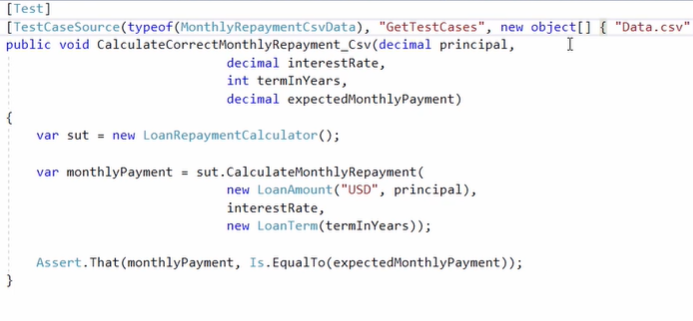 [Test]
[TestCaseSource(typeof(MonthlyRepaymentCsvData), "GetTestCases", new object[] { "Data.csv"
public void CalculateCorrectMonthlyRepayment_Csv(decimal principal,
decimal interestRate,
int termInYears,
decimal expectedMonthlyPayment)
{
var sut = new LoanRepaymentCalculator();
var monthlyPayment = sut.CalculateMonthlyRepayment(
new LoanAmount("USD", principal),
interestRate,
new LoanTerm(termInYears));
Assert.That(monthlyPayment, Is.EqualTo(expectedMonthlyPayment));
}